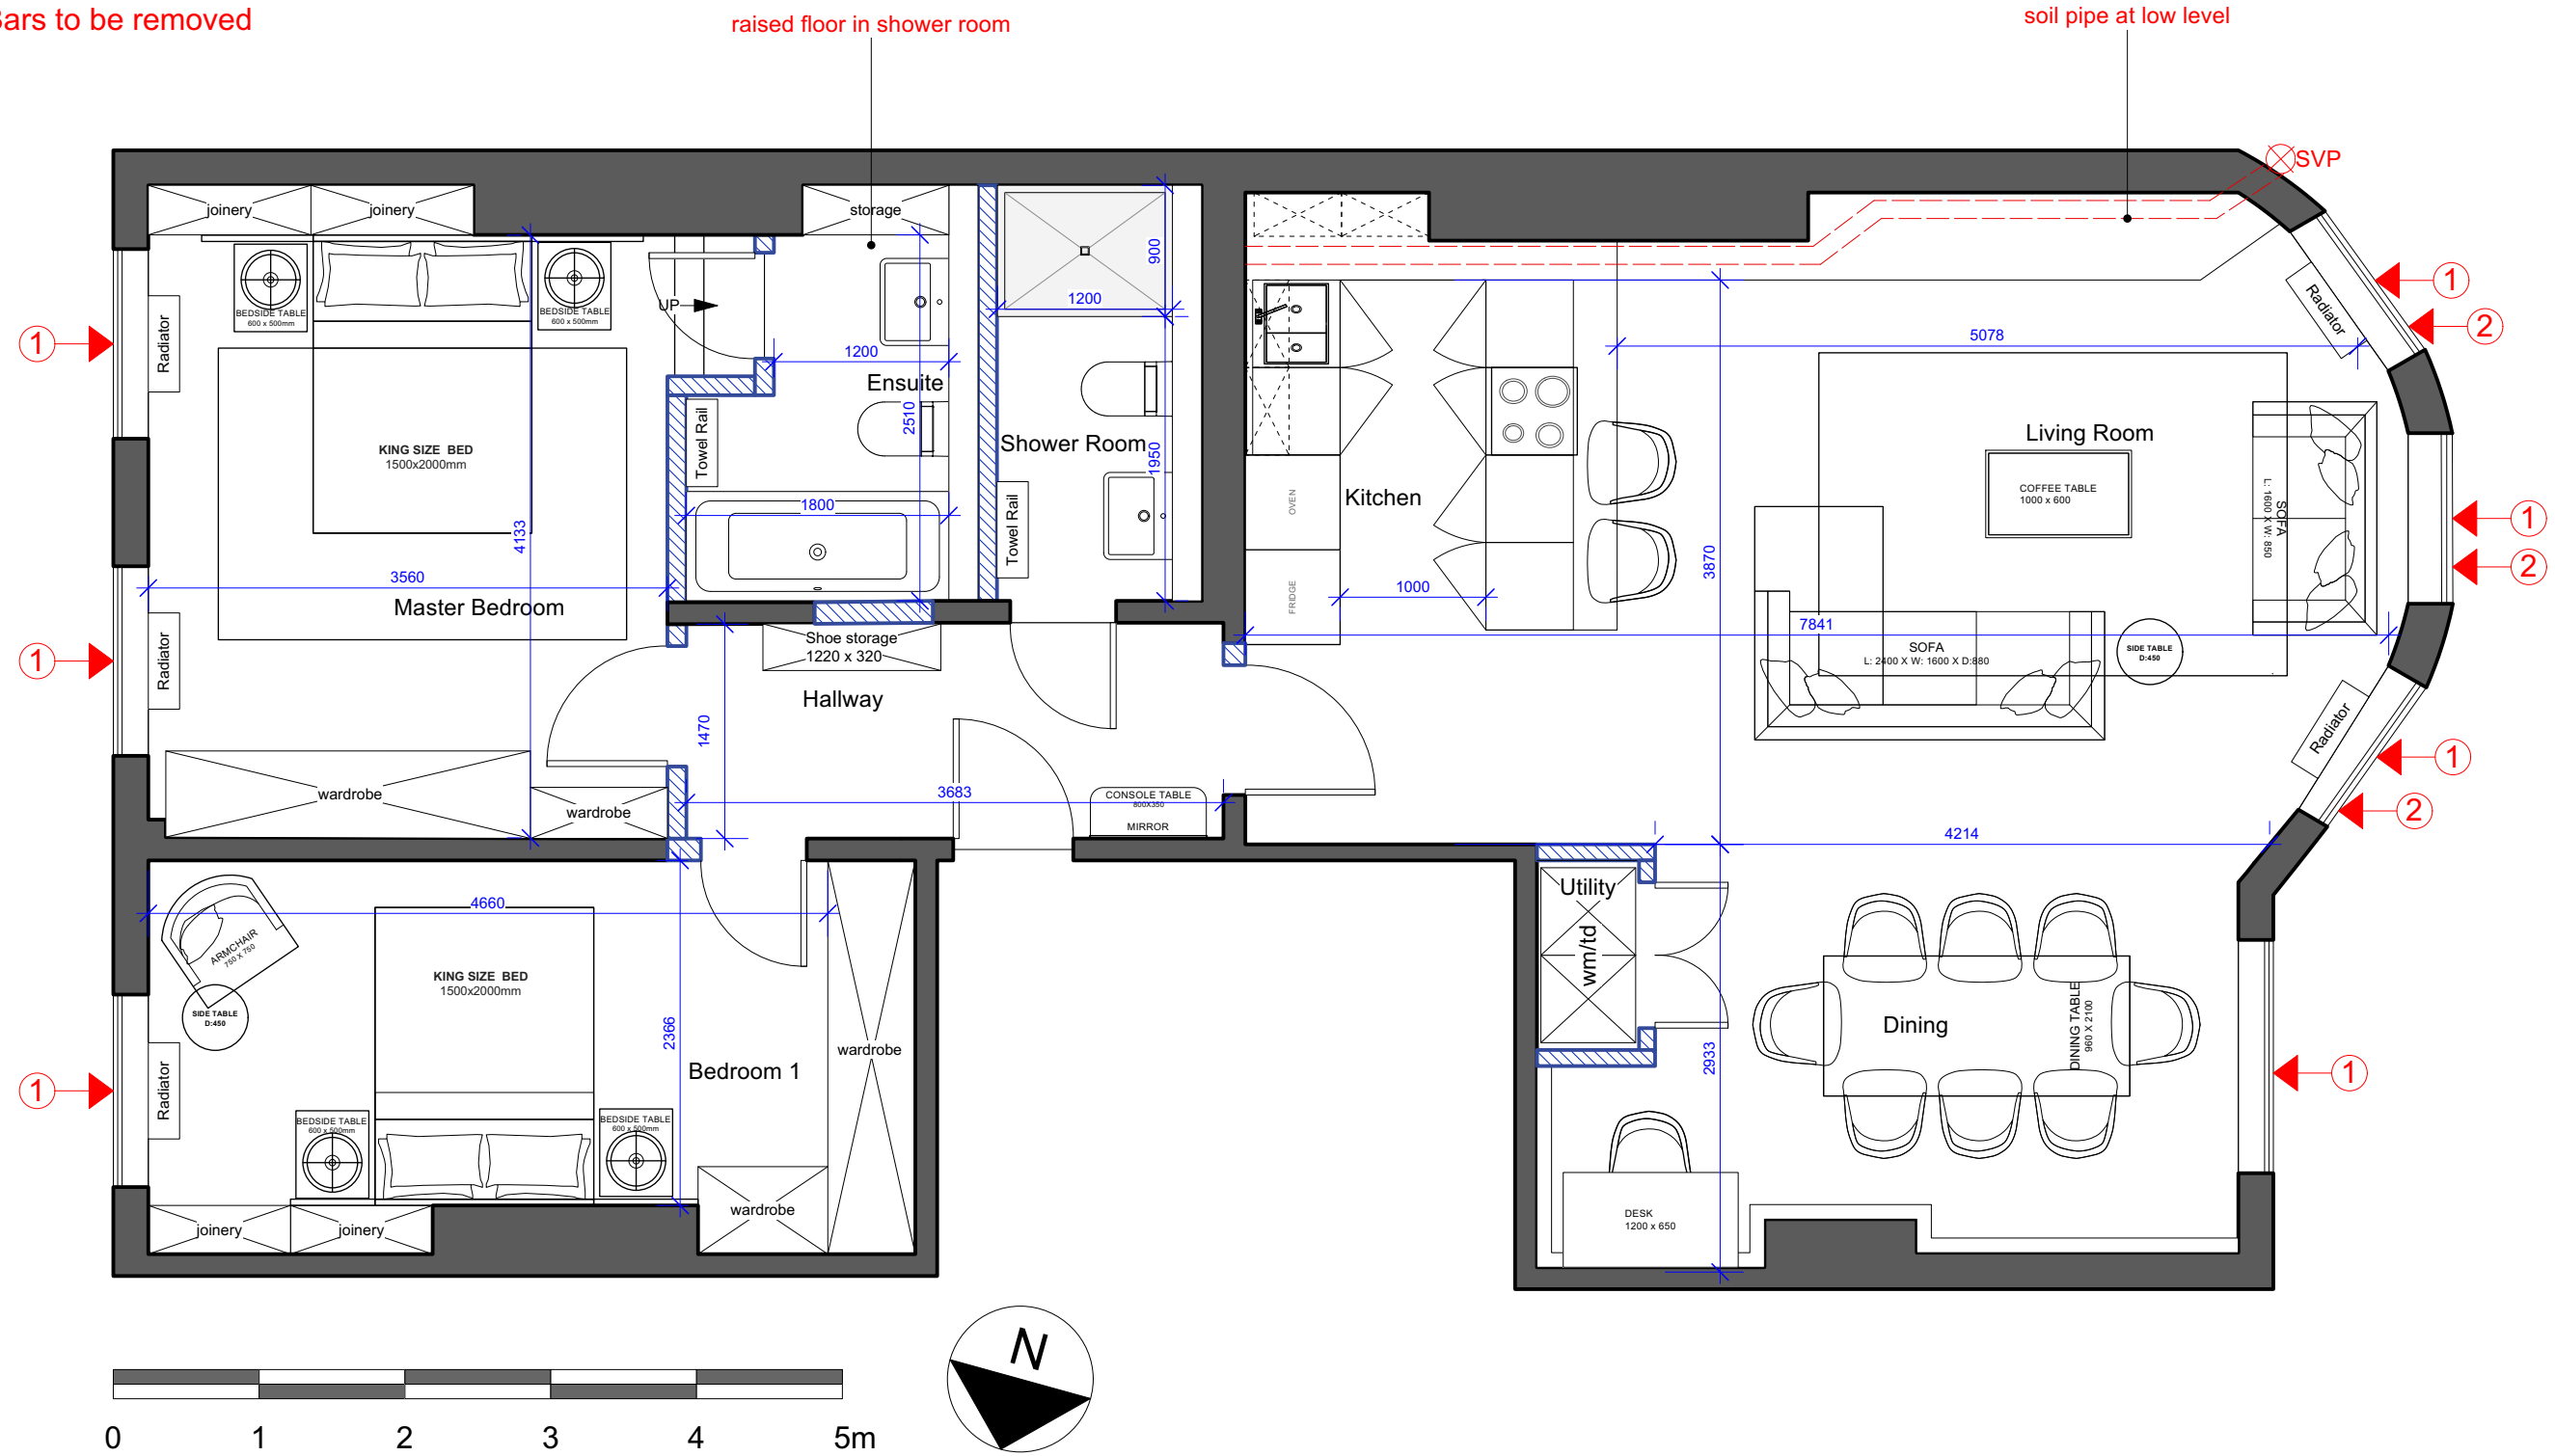 Bars to be removed
raised floor in shower room
soil pipe at low level
SVP
joinery
joinery
storage
BEDSIDE TABLE
600 x 500mm
BEDSIDE TABLE
600 x 500mm
UP
900
1200
1
Radiator
1
2
Radiator
5078
1200
Ensuite
2510
Towel Rail
KING SIZE BED
1500x2000mm
Shower Room
1950
Living Room
COFFEE TABLE
1000 x 600
SOFA
L: 1600 X W: 850
1
2
OVEN
Kitchen
1800
Towel Rail
4133
3560
Master Bedroom
FRIDGE
1000
3870
7841
SOFA
L: 2400 X W: 1600 X D:880
SIDE TABLE
D:450
Shoe storage
1220 x 320
Hallway
1
Radiator
1470
Radiator
1
2
wardrobe
wardrobe
3683
CONSOLE TABLE
800X350
MIRROR
4214
4660
Utility
wm/td
ARMCHAIR
750 X 750
KING SIZE BED
1500x2000mm
SIDE TABLE
D:450
2366
Bedroom 1
wardrobe
Dining
DINING TABLE
960 X 2100
2933
1
1
Radiator
BEDSIDE TABLE
600 x 500mm
BEDSIDE TABLE
600 x 500mm
joinery
joinery
wardrobe
DESK
1200 x 650
N
0 1 2 3 4 5m